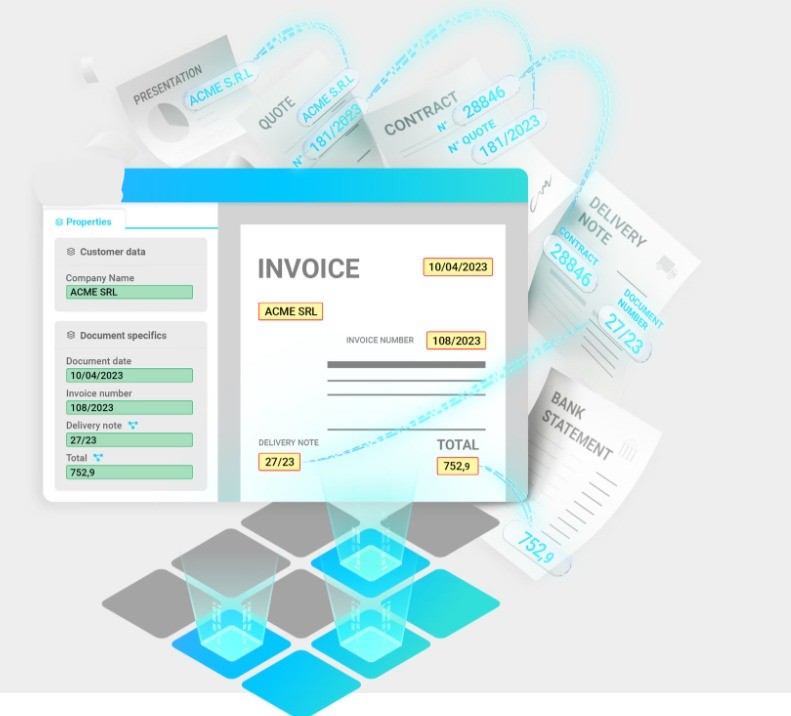 PRESENTATION
ACME S.R.L
QUOTE
ACME S.R.L
N° 181/2023
CONTRACT
N° 28846
N° QUOTE
181/2023
DELIVERY
NOTE
CONTRACT
28846
DOCUMENT
NUMBER
27/23
BANK
STATEMENT
752,9
Properties
Customer data
Company Name
ACME SRL
Document specifics
Document date
10/04/2023
Invoice number
108/2023
Delivery note
27/23
Total
752,9
INVOICE
10/04/2023
ACME SRL
INVOICE NUMBER 108/2023
DELIVERY NOTE
27/23
TOTAL
752,9